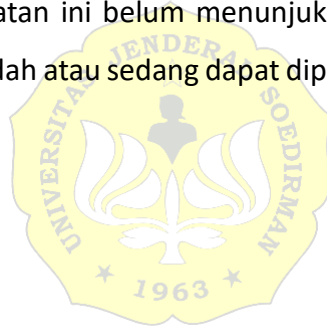 atan ini belum menunjuk
lah atau sedang dapat dip
UNIVERSITAS JENDERAL SOEDIRMAN
1963